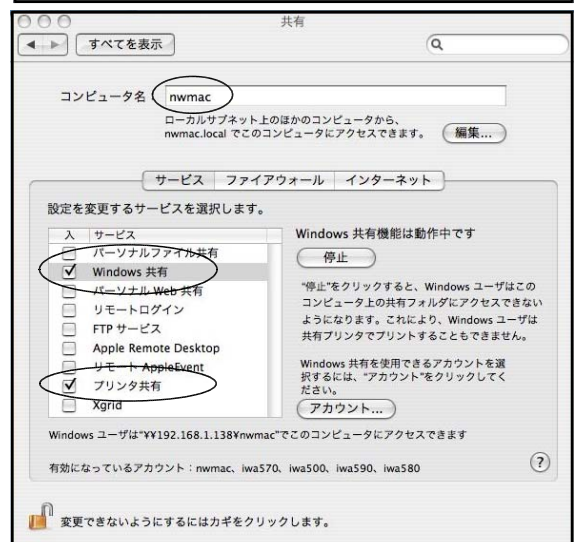 共有
すべてを表示
コンピュータ名： nwmac
ローカルサブネット上のほかのコンピュータから、
nwmac.local でこのコンピュータにアクセスできます。
編集...
サービス ファイアウォール インターネット
設定を変更するサービスを選択します。
入 サービス
パーソナルファイル共有
Windows 共有
パーソナル Web 共有
リモートログイン
FTP サービス
Apple Remote Desktop
リモート AppleEvent
プリンタ共有
Xgrid
Windows 共有機能は動作中です
停止
“停止”をクリックすると、Windows ユーザはこの
コンピュータ上の共有フォルダにアクセスできない
ようになります。これにより、Windows ユーザは
共有プリンタでプリントすることもできません。
Windows 共有を使用できるアカウントを選
択するには、“アカウント”をクリックしてく
ださい。
アカウント...
Windows ユーザは“¥¥192.168.1.138¥nwmac”でこのコンピュータにアクセスできます
有効になっているアカウント：nwmac、iwa570、iwa500、iwa590、iwa580
?
変更できないようにするにはカギをクリックします。